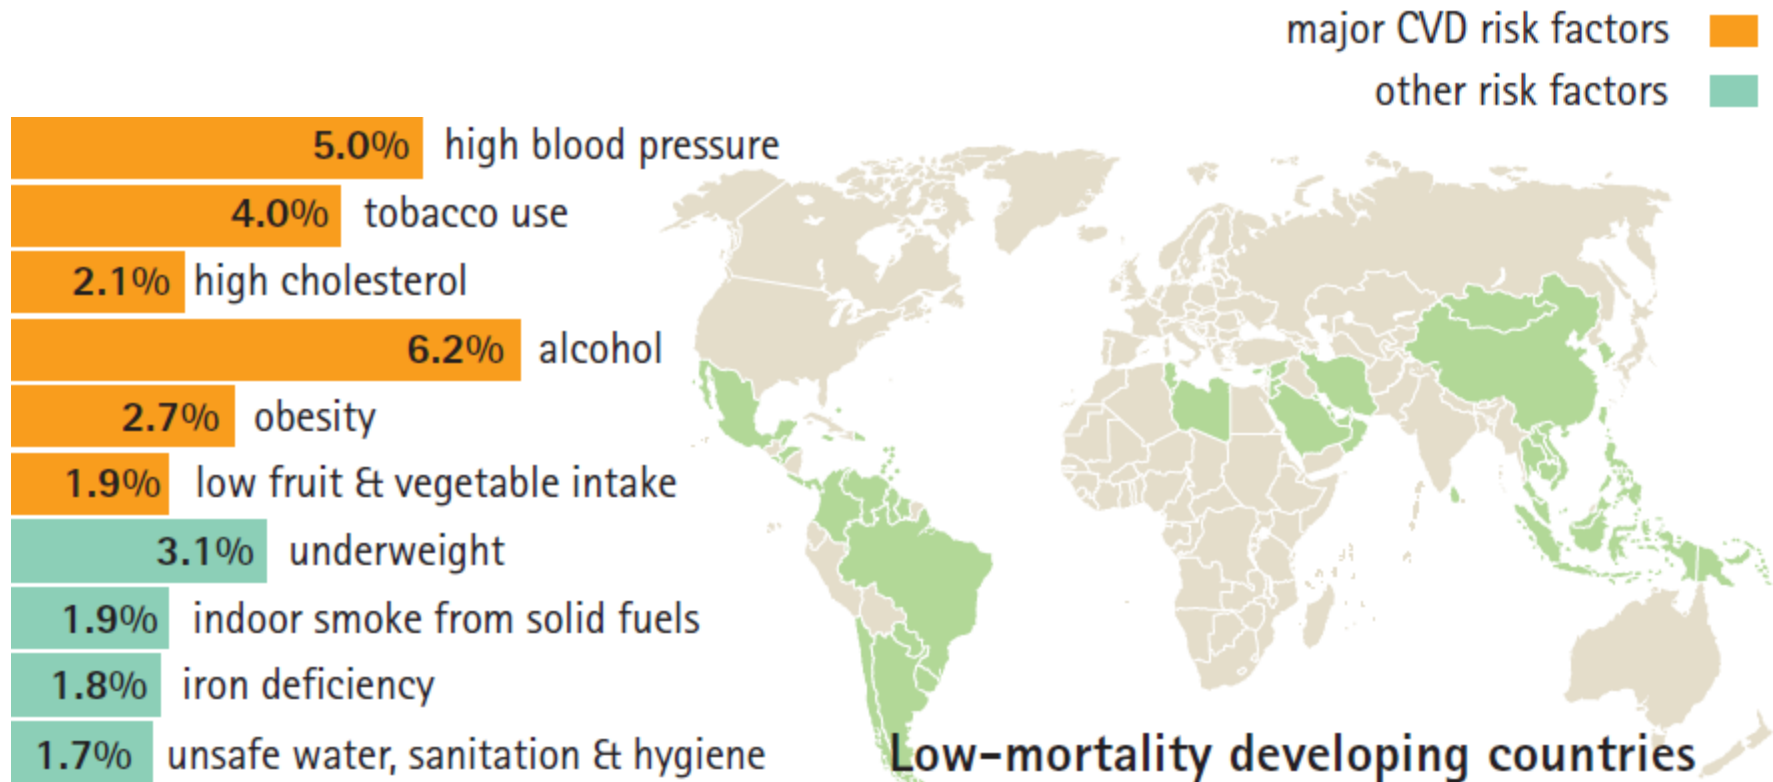 major CVD risk factors
other risk factors
5.0% high blood pressure
4.0% tobacco use
2.1% high cholesterol
6.2% alcohol
2.7% obesity
1.9% low fruit & vegetable intake
3.1% underweight
1.9% indoor smoke from solid fuels
1.8% iron deficiency
1.7% unsafe water, sanitation & hygiene
Low-mortality developing countries